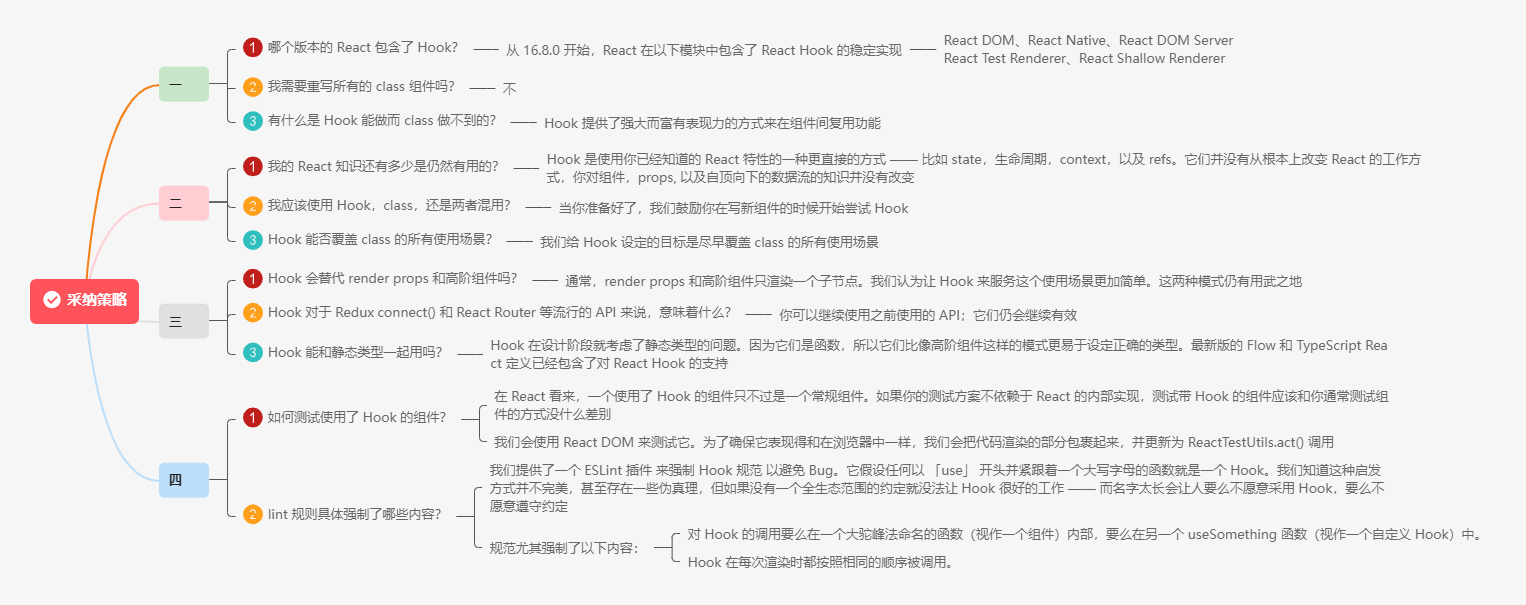 采纳策略
一
1 哪个版本的 React 包含了 Hook？
从 16.8.0 开始，React 在以下模块中包含了 React Hook 的稳定实现
React DOM、React Native、React DOM Server
React Test Renderer、React Shallow Renderer
2 我需要重写所有的 class 组件吗？
不
3 有什么是 Hook 能做而 class 做不到的？
Hook 提供了强大而富有表现力的方式来在组件间复用功能
二
1 我的 React 知识还有多少是仍然有用的？
Hook 是使用你已经知道的 React 特性的一种更直接的方式 —— 比如 state，生命周期，context，以及 refs。它们并没有从根本上改变 React 的工作方
式，你对组件，props, 以及自顶向下的数据流的知识并没有改变
2 我应该使用 Hook，class，还是两者混用？
当你准备好了，我们鼓励你在写新组件的时候开始尝试 Hook
3 Hook 能否覆盖 class 的所有使用场景？
我们给 Hook 设定的目标是尽早覆盖 class 的所有使用场景
三
1 Hook 会替代 render props 和高阶组件吗？
通常，render props 和高阶组件只渲染一个子节点。我们认为让 Hook 来服务这个使用场景更加简单。这两种模式仍有用武之地
2 Hook 对于 Redux connect() 和 React Router 等流行的 API 来说，意味着什么？
你可以继续使用之前使用的 API；它们仍会继续有效
3 Hook 能和静态类型一起用吗？
Hook 在设计阶段就考虑了静态类型的问题。因为它们是函数，所以它们比像高阶组件这样的模式更易于设定正确的类型。最新版的 Flow 和 TypeScript Rea
ct 定义已经包含了对 React Hook 的支持
四
1 如何测试使用了 Hook 的组件？
在 React 看来，一个使用了 Hook 的组件只不过是一个常规组件。如果你的测试方案不依赖于 React 的内部实现，测试带 Hook 的组件应该和你通常测试组
件的方式没什么差别
我们会使用 React DOM 来测试它。为了确保它表现得和在浏览器中一样，我们会把代码渲染的部分包裹起来，并更新为 ReactTestUtils.act() 调用
2 lint 规则具体强制了哪些内容？
我们提供了一个 ESLint 插件 来强制 Hook 规范 以避免 Bug。它假设任何以 「use」 开头并紧跟着一个大写字母的函数就是一个 Hook。我们知道这种启发
方式并不完美，甚至存在一些伪真理，但如果没有一个全生态范围的约定就没法让 Hook 很好的工作 —— 而名字太长会让人要么不愿意采用 Hook，要么不
愿意遵守约定
规范尤其强制了以下内容：
对 Hook 的调用要么在一个大驼峰法命名的函数（视作一个组件）内部，要么在另一个 useSomething 函数（视作一个自定义 Hook）中。
Hook 在每次渲染时都按照相同的顺序被调用。